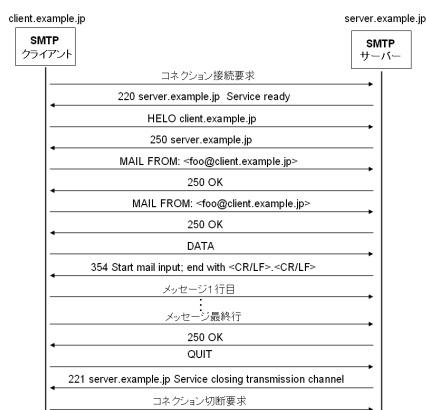 client.example.jp
server.example.jp
SMTP
クライアント
SMTP
サーバー
コネクション接続要求
220 server.example.jp Service ready
HELO client.example.jp
250 server.example.jp
MAIL FROM: <foo@client.example.jp>
250 OK
MAIL FROM: <foo@client.example.jp>
250 OK
DATA
354 Start mail input; end with <CR/LF>.<CR/LF>
メッセージ1行目
メッセージ最終行
250 OK
QUIT
221 server.example.jp Service closing transmission channel
コネクション切断要求